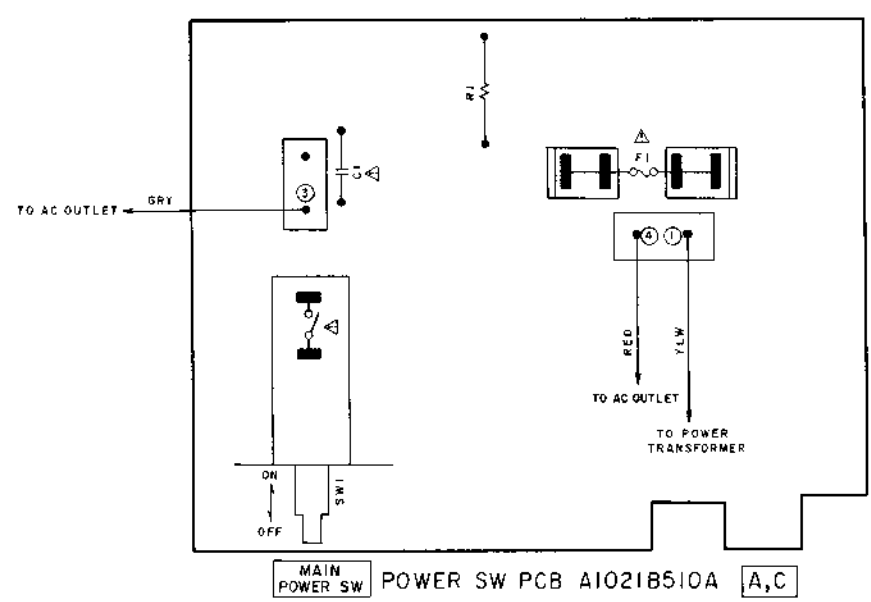 R1
F1
C1
3
GRY
TO AC OUTLET
4 1
RED
YLW
TO AC OUTLET
TO POWER
TRANSFORMER
ON
OFF
SW1
MAIN
POWER SW
POWER SW PCB A10218510A
A,C